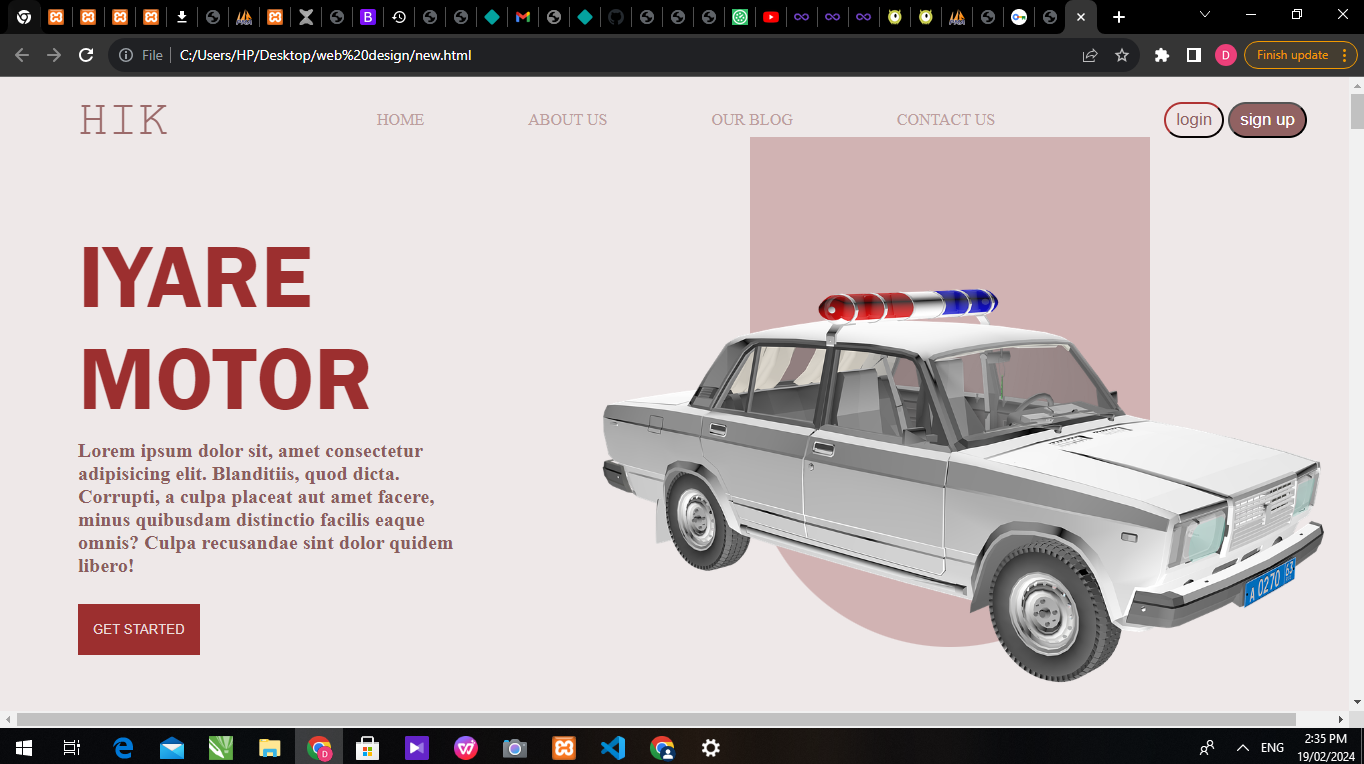 File
C:/Users/HP/Desktop/web%20design/new.html
D
Finish update
HIK
HOME
ABOUT US
OUR BLOG
CONTACT US
login
sign up
IYARE
MOTOR
Lorem ipsum dolor sit, amet consectetur
adipisicing elit. Blanditiis, quod dicta.
Corrupti, a culpa placeat aut amet facere,
minus quibusdam distinctio facilis eaque
omnis? Culpa recusandae sint dolor quidem
libero!
GET STARTED
А 0270 63
ENG
2:35 PM
19/02/2024